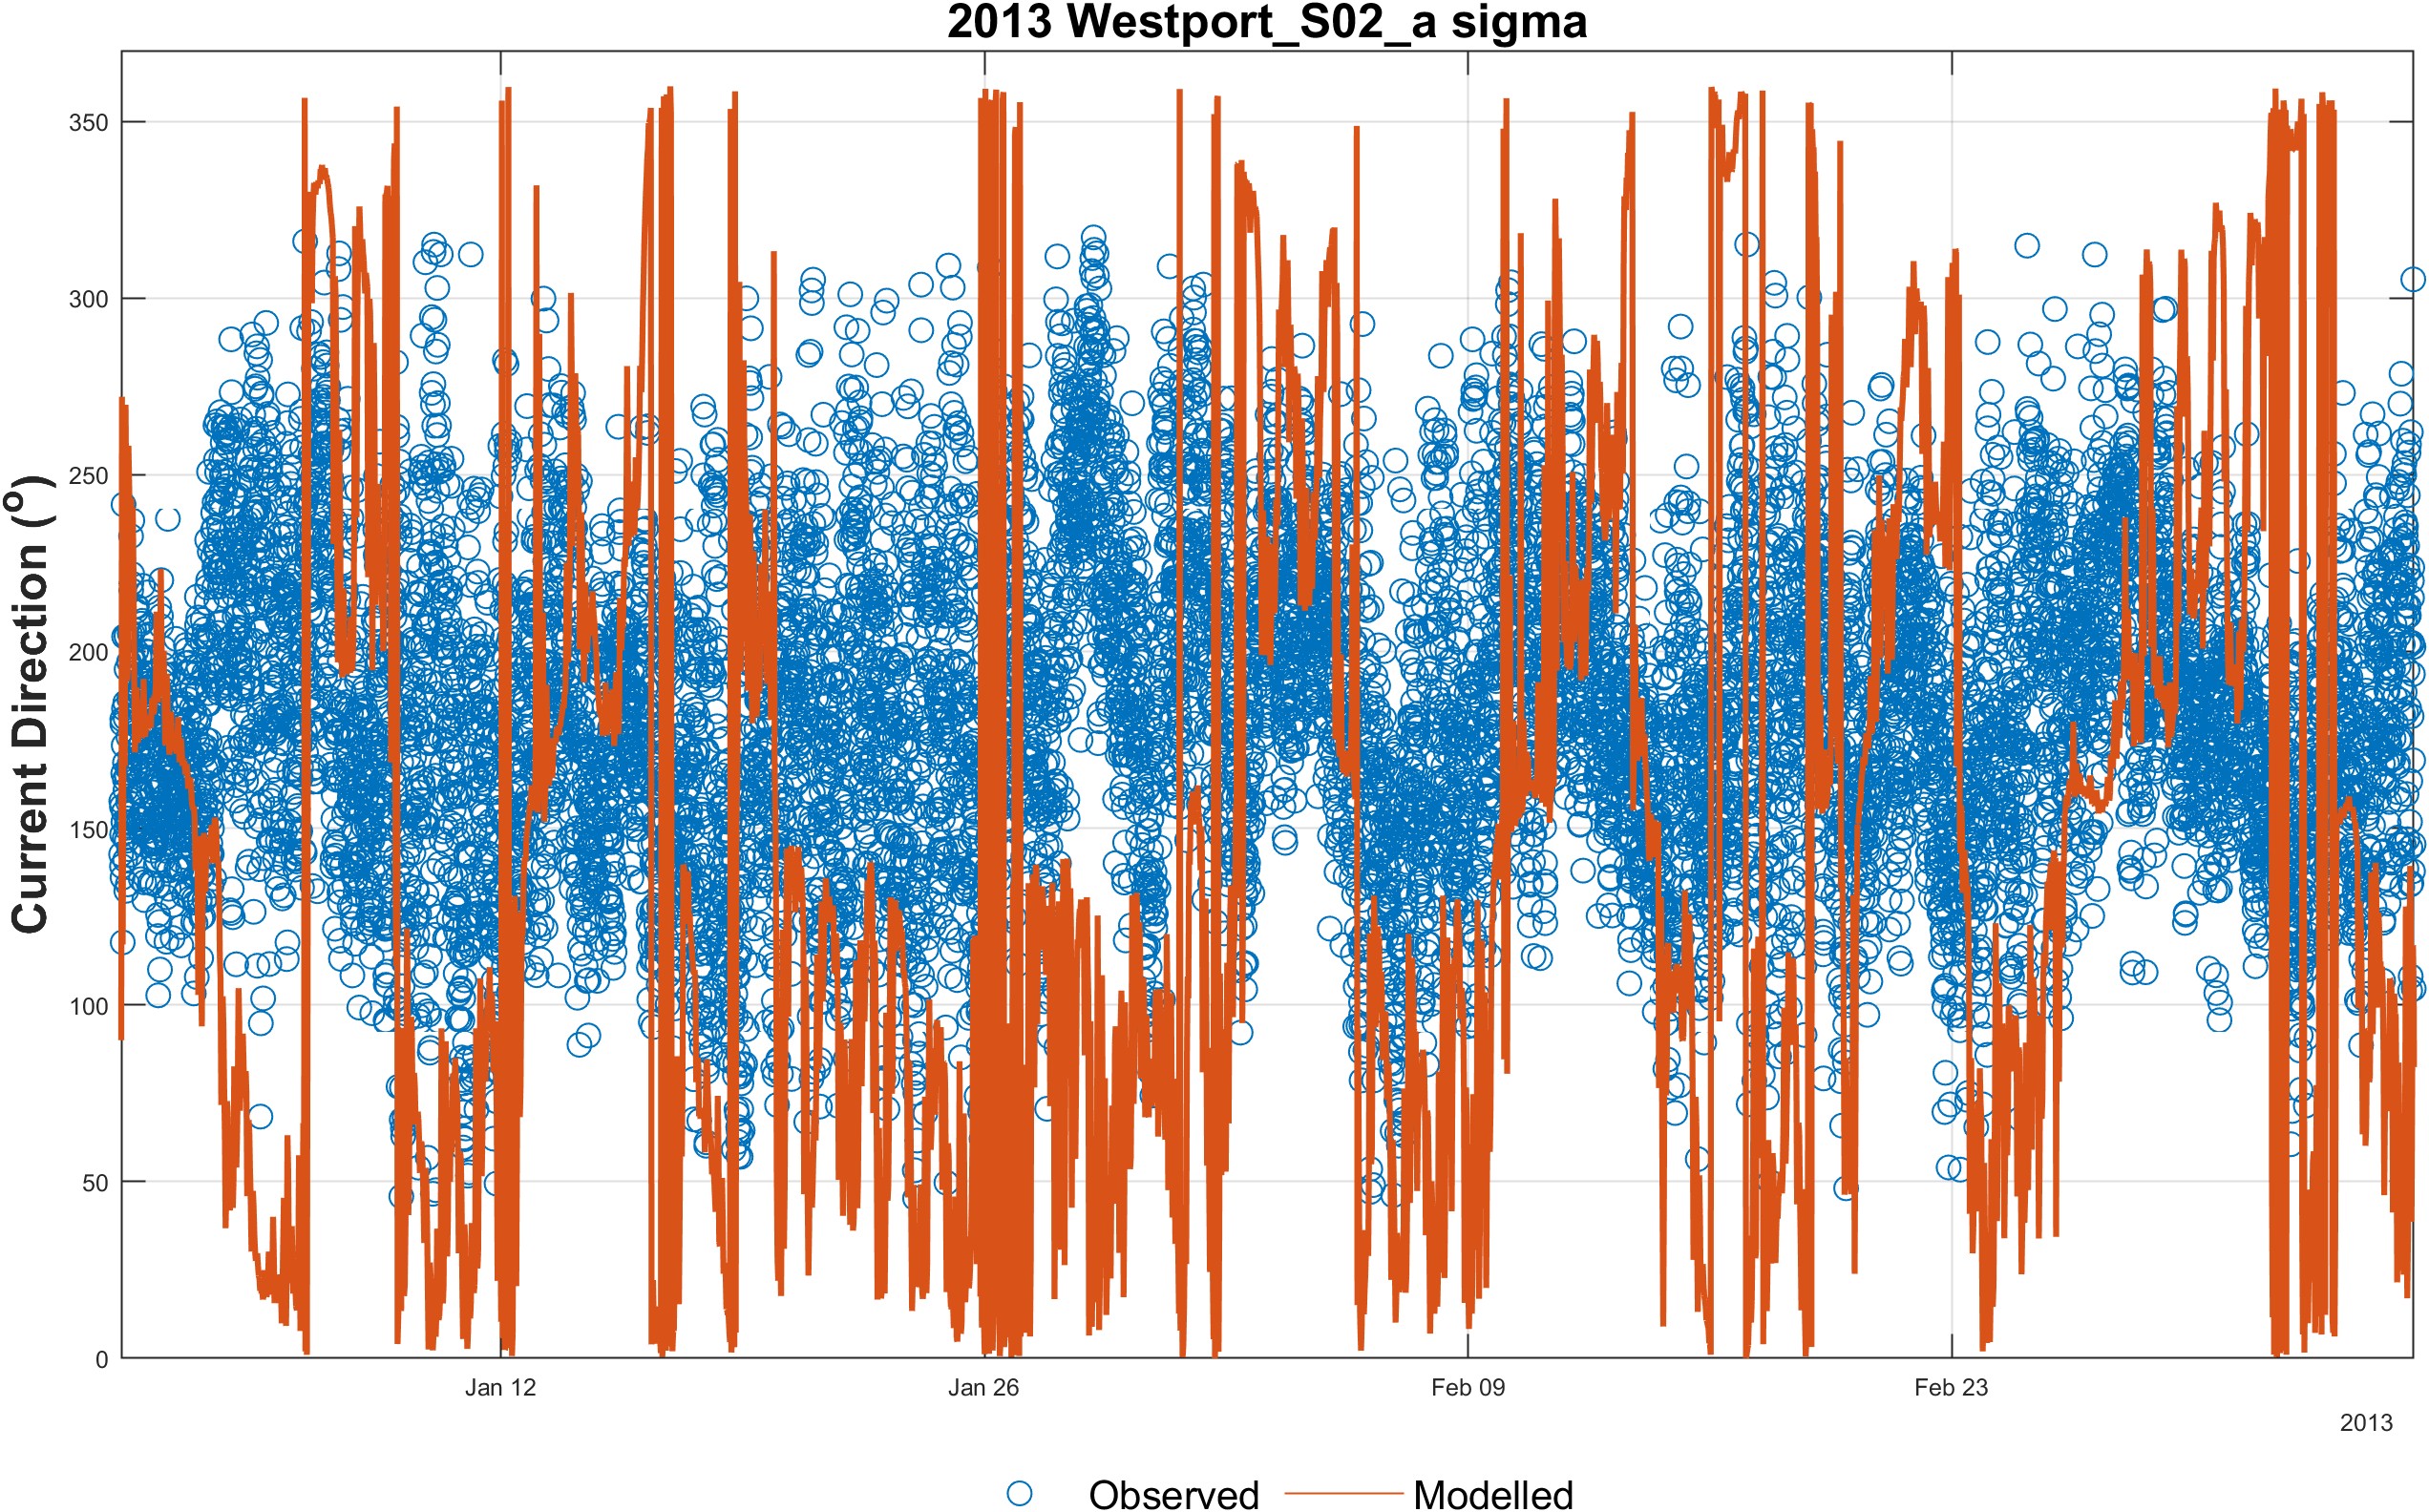 2013 Westport_S02_a sigma
Current Direction (o)
350
300
250
200
150
100
50
0
Jan 12 Jan 26 Feb 09 Feb 23
2013
Observed Modelled